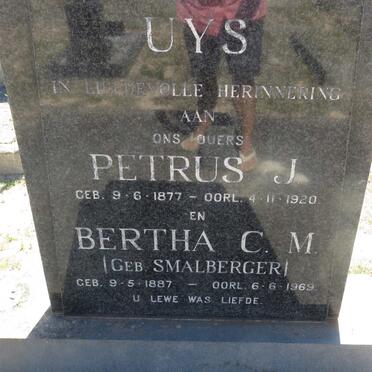 UYS
IN LIEFDEVOLLE HERINNERING
AAN
ONS OUERS
PETRUS J.
GEB. 9-6-1877 – OORL. 4-11-1920.
EN
BERTHA C. M.
(GEB. SMALBERGER)
GEB. 9-5-1887 – OORL. 6-6-1969.
U LEWE WAS LIEFDE.